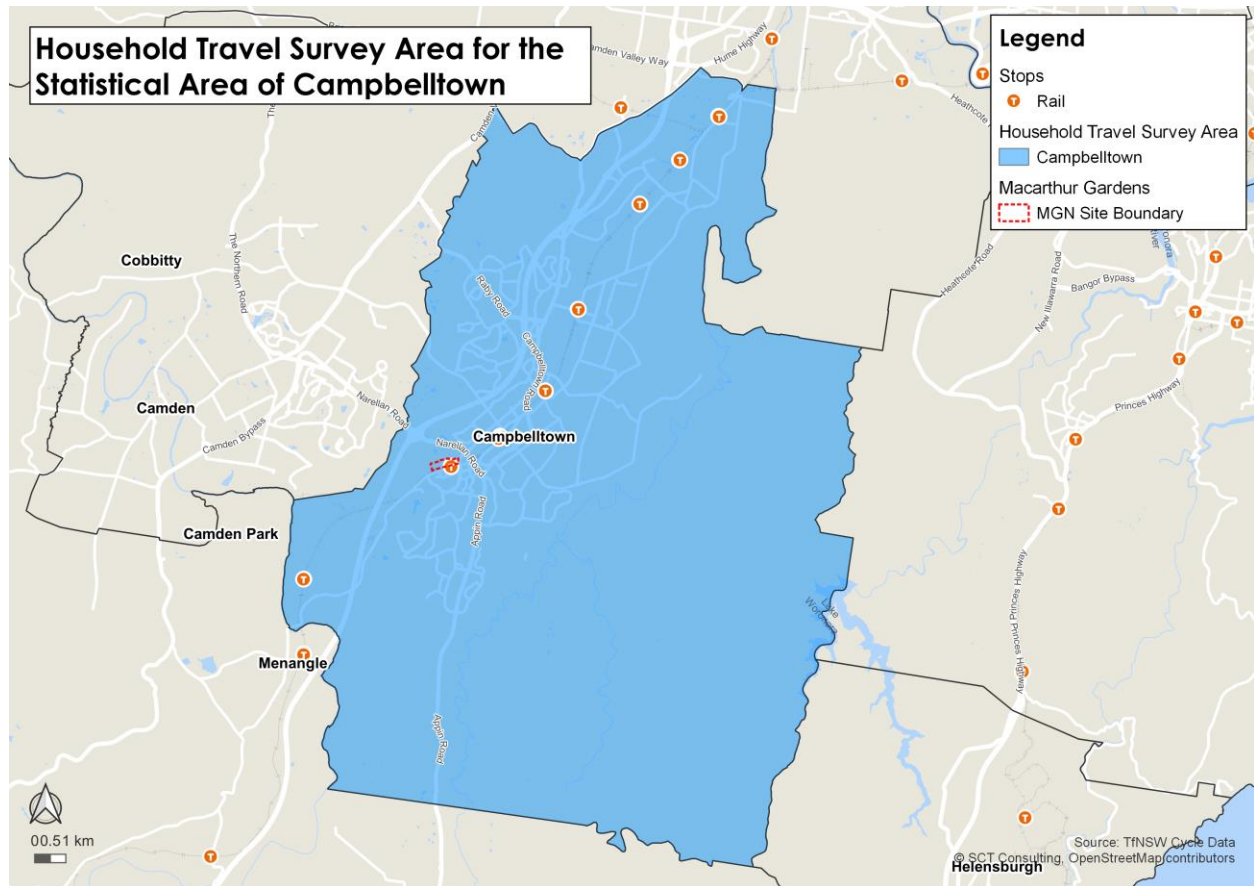 Household Travel Survey Area for the
Statistical Area of Campbelltown
Legend
Stops
T Rail
Household Travel Survey Area
Campbelltown
Macarthur Gardens
MGN Site Boundary
Camden Valley Way
Hume Highway
Heathcote Road
Cobbitty
The Northern Road
Raby Road
Campbelltown Road
New Illawarra Road
Bangor Bypass
Princes Highway
Camden
Narellan Road
Camden Bypass
Campbelltown
Narellan Road
Appin Road
Camden Park
Lake
Woronora
Menangle
Princes Highway
Appin Road
00.51 km
Source: TfNSW Cycle Data
© SCT Consulting, OpenStreetMap contributors
Helensburgh